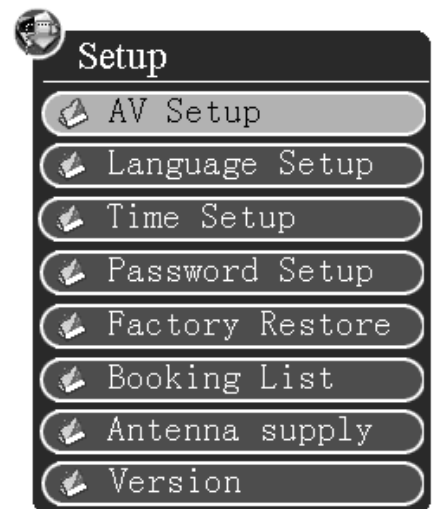 Setup
AV Setup
Language Setup
Time Setup
Password Setup
Factory Restore
Booking List
Antenna supply
Version